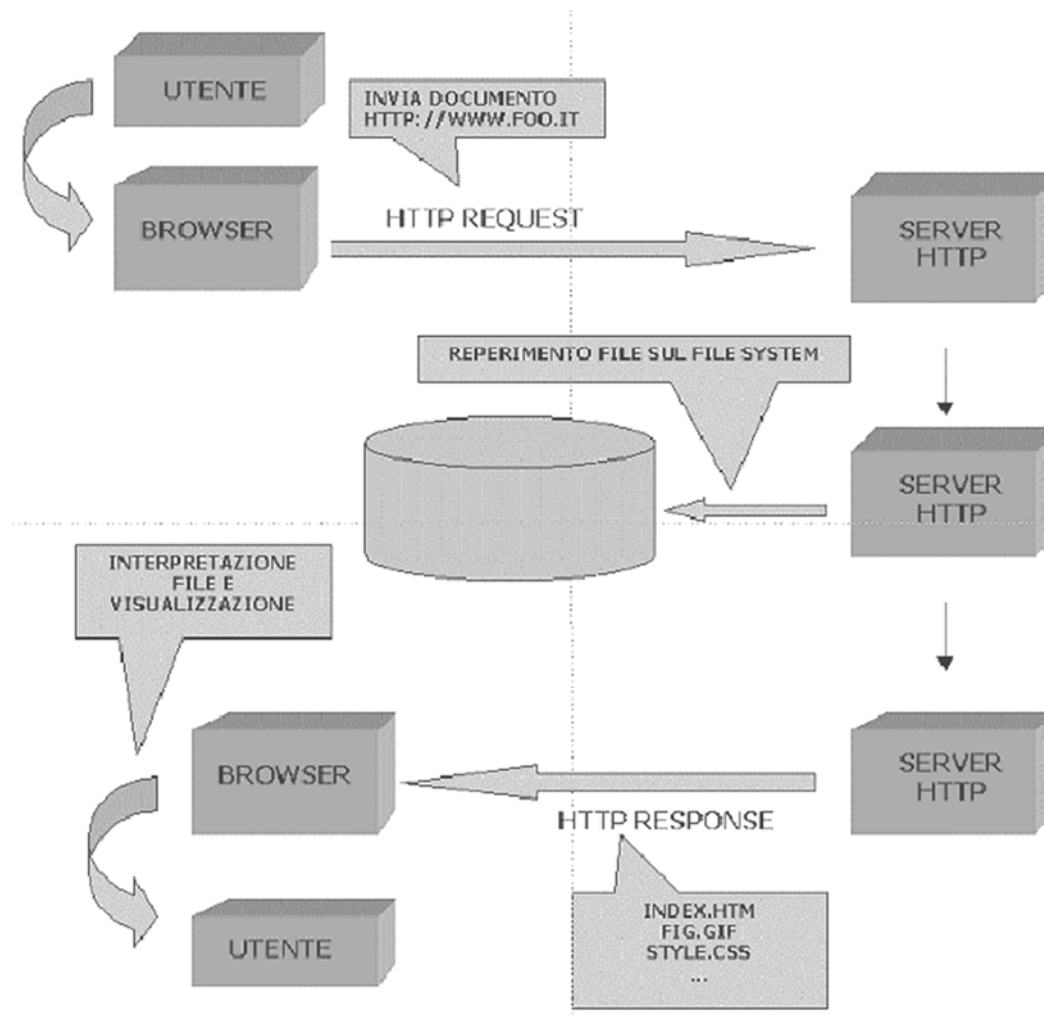 UTENTE
INVIA DOCUMENTO
HTTP://WWW.FOO.IT
BROWSER
HTTP REQUEST
SERVER
HTTP
REPERIMENTO FILE SUL FILE SYSTEM
SERVER
HTTP
INTERPRETAZIONE
FILE E
VISUALIZZAZIONE
BROWSER
SERVER
HTTP
HTTP RESPONSE
INDEX.HTM
FIG.GIF
STYLE.CSS
...
UTENTE